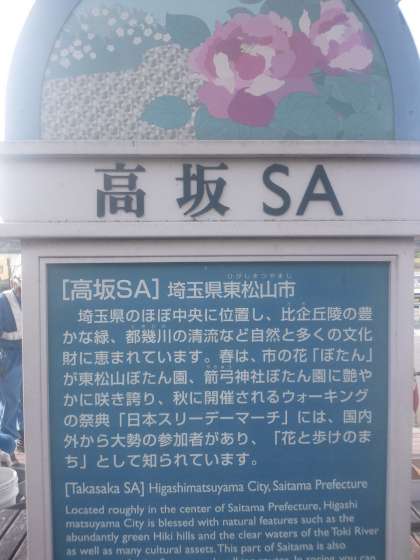 高坂 SA
ひがしまつやまし
[高坂SA] 埼玉県東松山市
埼玉県のほぼ中央に位置し、比企丘陵の豊
かな緑、都幾川の清流など自然と多くの文化
財に恵まれています。春は、市の花「ぼたん」
が東松山ぼたん園、箭弓神社ぼたん園に艶や
かに咲き誇り、秋に開催されるウォーキング
の祭典「日本スリーデーマーチ」には、国内
外から大勢の参加者があり、「花と歩けのま
ち」として知られています。
[Takasaka SA] Higashimatsuyama City, Saitama Prefecture
Located roughly in the center of Saitama Prefecture, Higashi
matsuyama City is blessed with natural features such as the
abundantly green Hiki hills and the clear waters of the Toki River
as well as many cultural assets. This part of Saitama is also